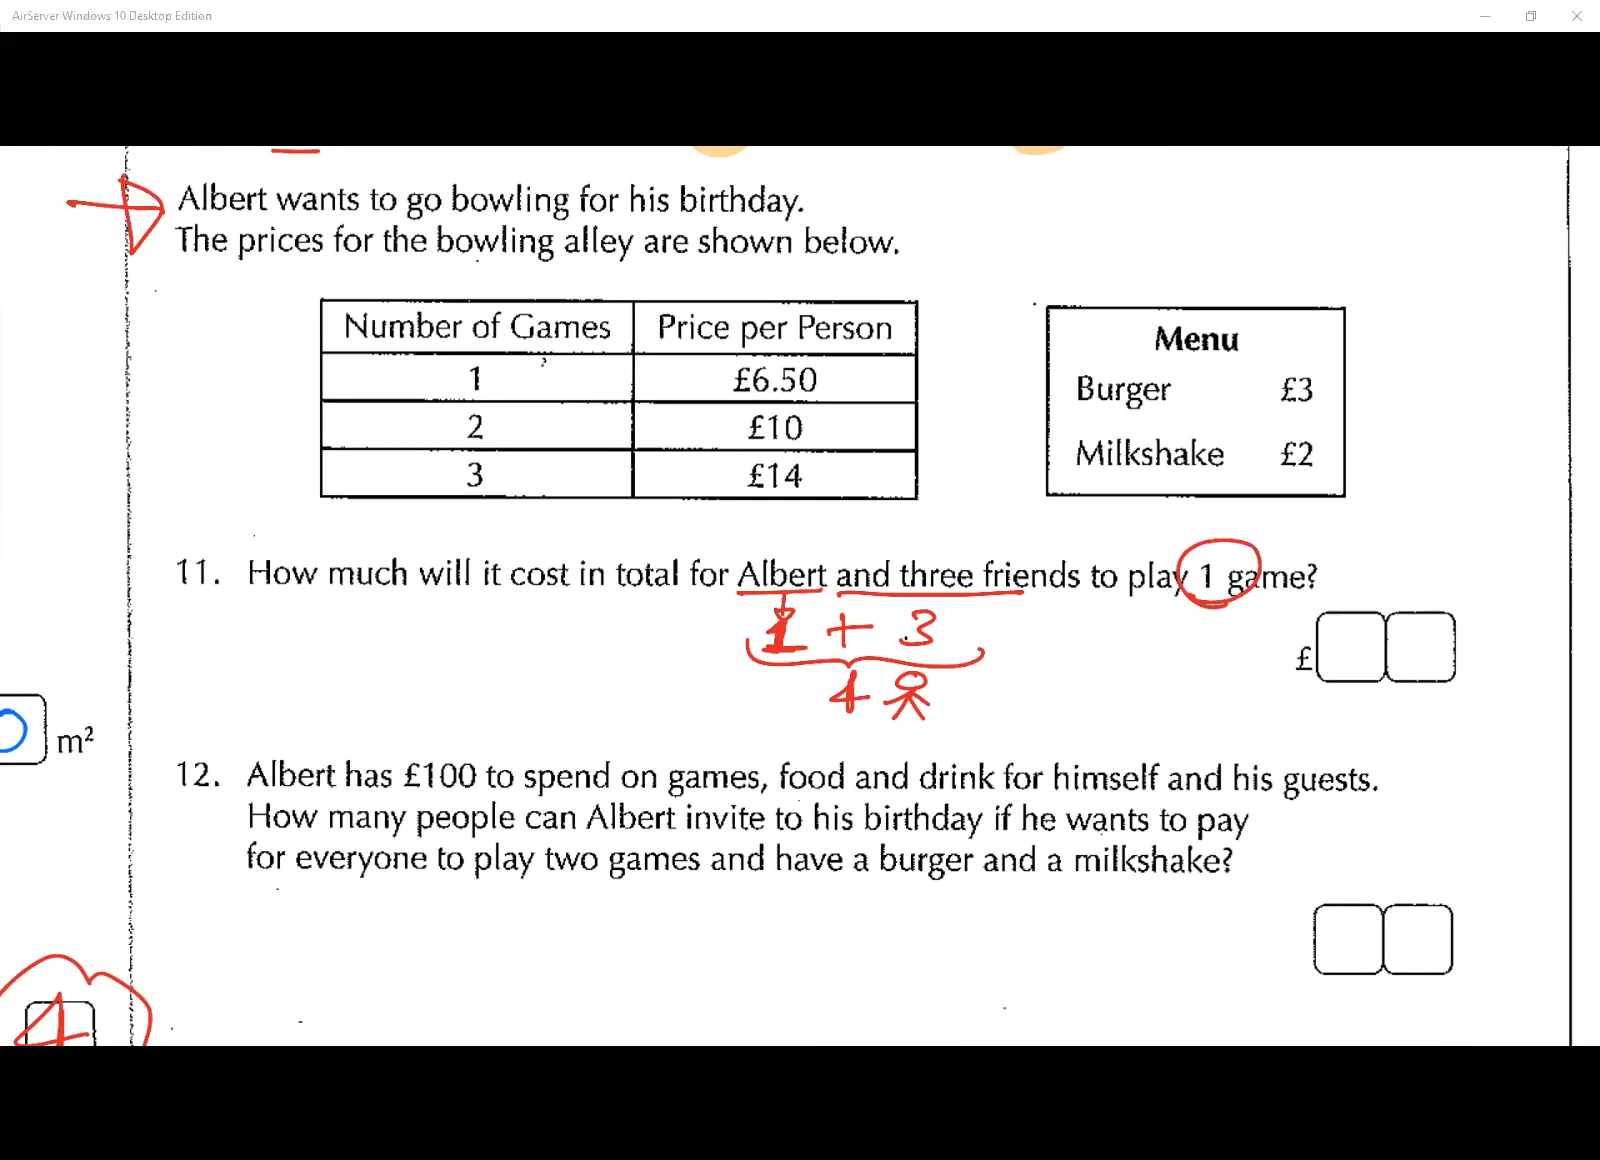 AirServer Windows 10 Desktop Edition
Albert wants to go bowling for his birthday.
The prices for the bowling alley are shown below.
Number of Games Price per Person
1 £6.50
2 £10
3 £14
Menu
Burger £3
Milkshake £2
11. How much will it cost in total for Albert and three friends to play 1 game?
1 + 3
£
4
m²
12. Albert has £100 to spend on games, food and drink for himself and his guests.
How many people can Albert invite to his birthday if he wants to pay
for everyone to play two games and have a burger and a milkshake?
4